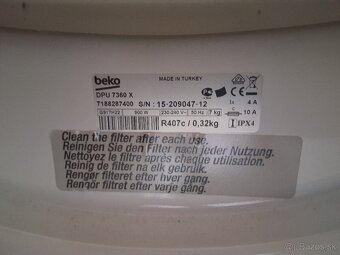 beko
MADE IN TURKEY
DPU 7360 X
7188287400 S/N : 15-209047-12
900 W
230-240 V~ 50 Hz
7 kg
4 A
10 A
R407c / 0,32kg
IPX4
Clean the filter after each use.
Reinigen Sie den Filter nach jeder Nutzung.
Nettoyez le filtre après chaque utilisation.
Reinig de filter na elk gebruik.
Rengør filteret efter hver gang.
Rengör filtret efter varje gång.
© Bazos.sk